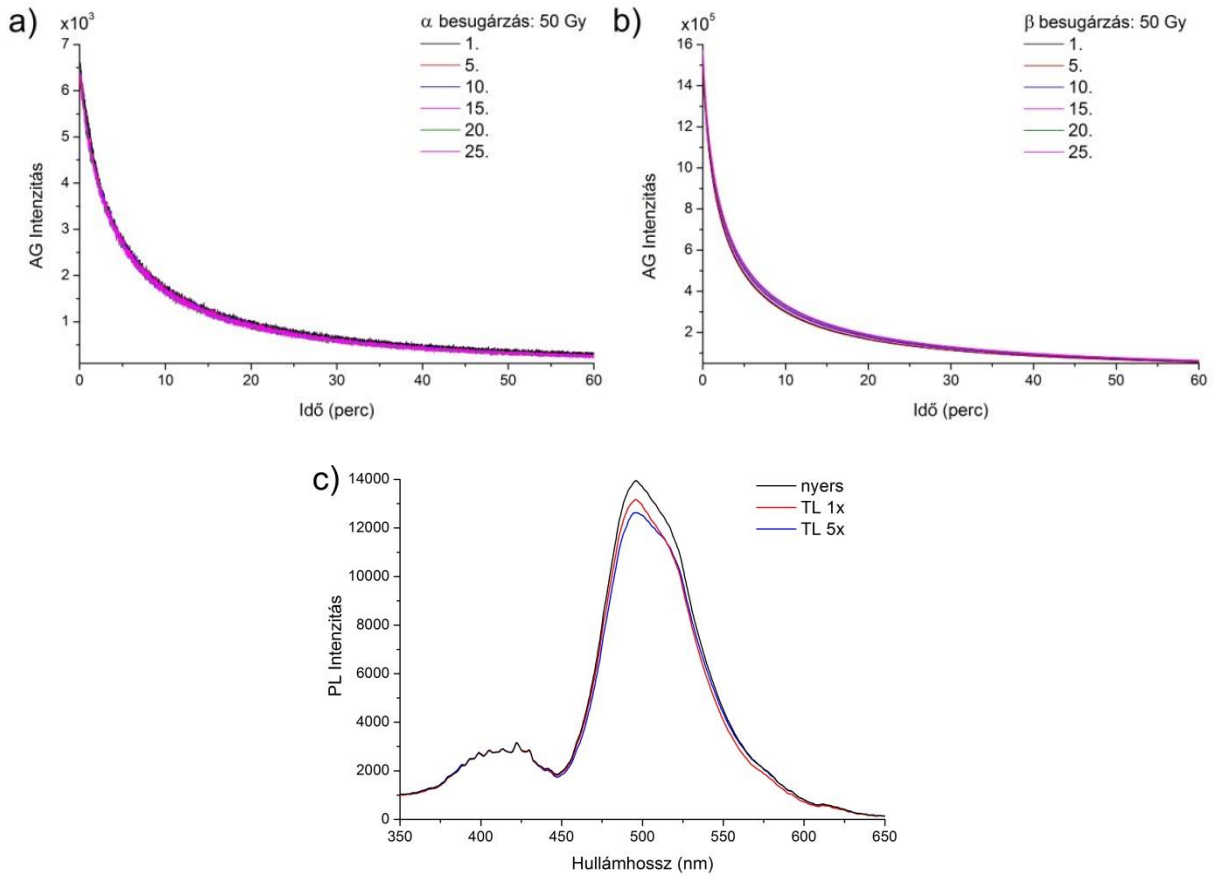 a)
x10³
α besugárzás: 50 Gy
1.
5.
10.
15.
20.
25.
7
6
5
4
3
2
1
AG Intenzitás
0 10 20 30 40 50 60
Idő (perc)
b)
x10⁵
β besugárzás: 50 Gy
1.
5.
10.
15.
20.
25.
16
14
12
10
8
6
4
2
AG Intenzitás
0 10 20 30 40 50 60
Idő (perc)
c)
nyers
TL 1x
TL 5x
14000
12000
10000
8000
6000
4000
2000
0
PL Intenzitás
350 400 450 500 550 600 650
Hullámhossz (nm)